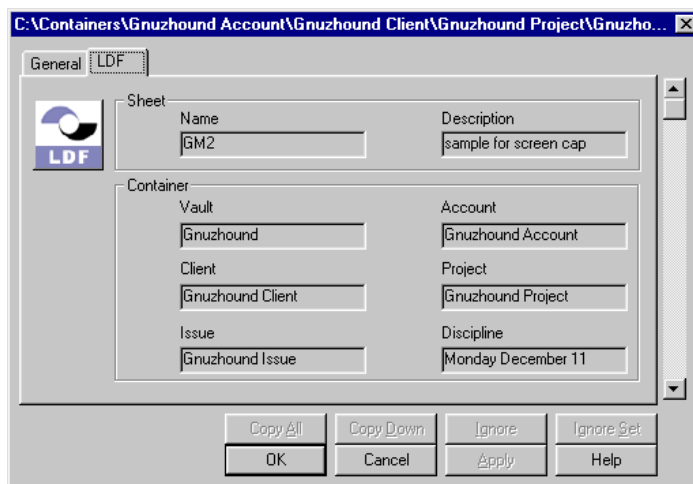 C:\Containers\Gnuzhound Account\Gnuzhound Client\Gnuzhound Project\Gnuzho...
General LDF
LDF
Sheet
Name Description
GM2 sample for screen cap
Container
Vault Account
Gnuzhound Gnuzhound Account
Client Project
Gnuzhound Client Gnuzhound Project
Issue Discipline
Gnuzhound Issue Monday December 11
Copy All Copy Down Ignore Ignore Set
OK Cancel Apply Help